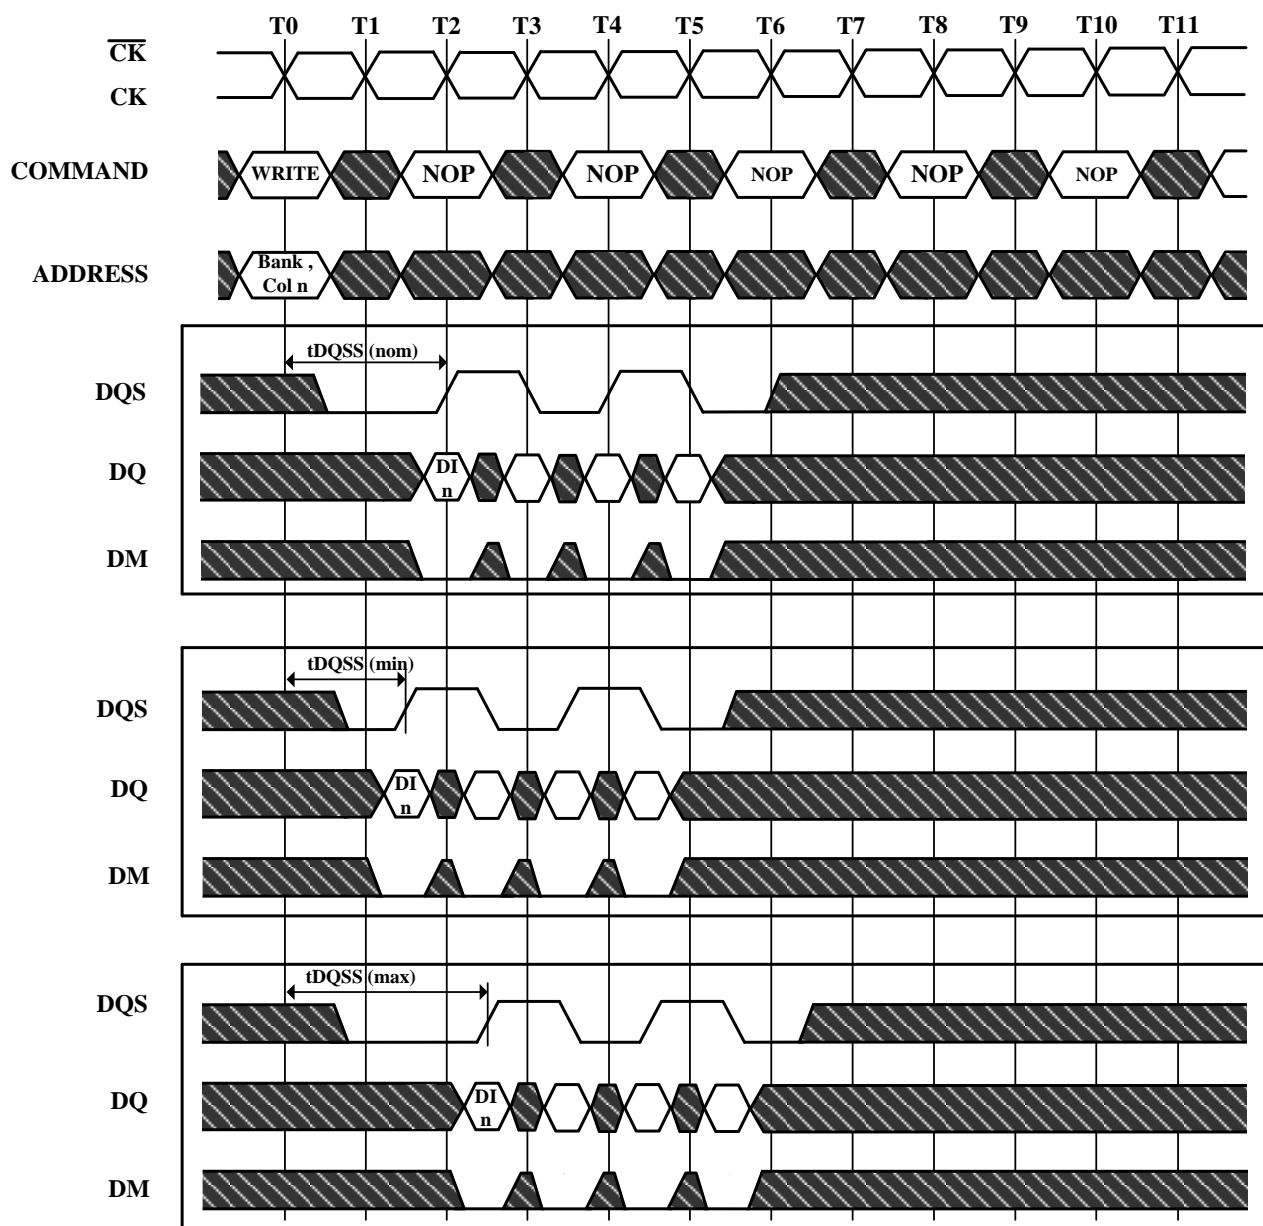 T0 T1 T2 T3 T4 T5 T6 T7 T8 T9 T10 T11
CK
CK
COMMAND WRITE NOP NOP NOP NOP NOP
ADDRESS Bank ,
Col n
tDQSS (nom)
DQS
DQ DI
n
DM
tDQSS (min)
DQS
DQ DI
n
DM
tDQSS (max)
DQS
DQ DI
n
DM